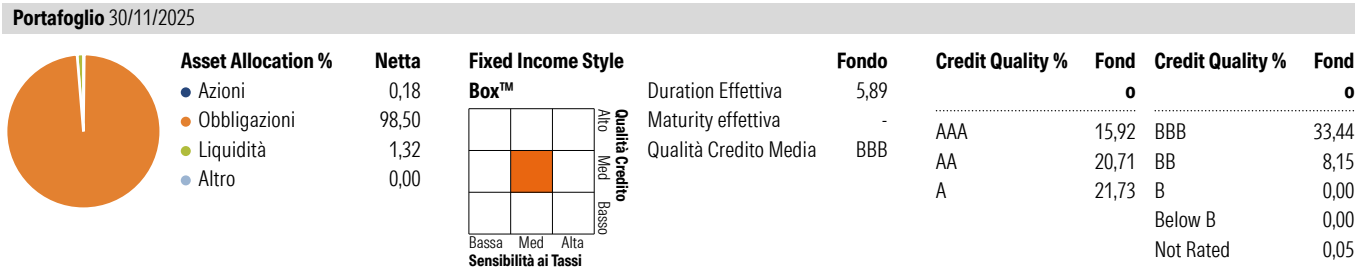 Portafoglio 30/11/2025
Asset Allocation % Netta
Azioni 0,18
Obbligazioni 98,50
Liquidità 1,32
Altro 0,00
Fixed Income Style
Box™
Alto
Med
Basso
Qualità Credito
Bassa Med Alta
Sensibilità ai Tassi
Fondo
Duration Effettiva 5,89
Maturity effettiva -
Qualità Credito Media BBB
Credit Quality % Fond
o
AAA 15,92
AA 20,71
A 21,73
Credit Quality % Fond
o
BBB 33,44
BB 8,15
B 0,00
Below B 0,00
Not Rated 0,05